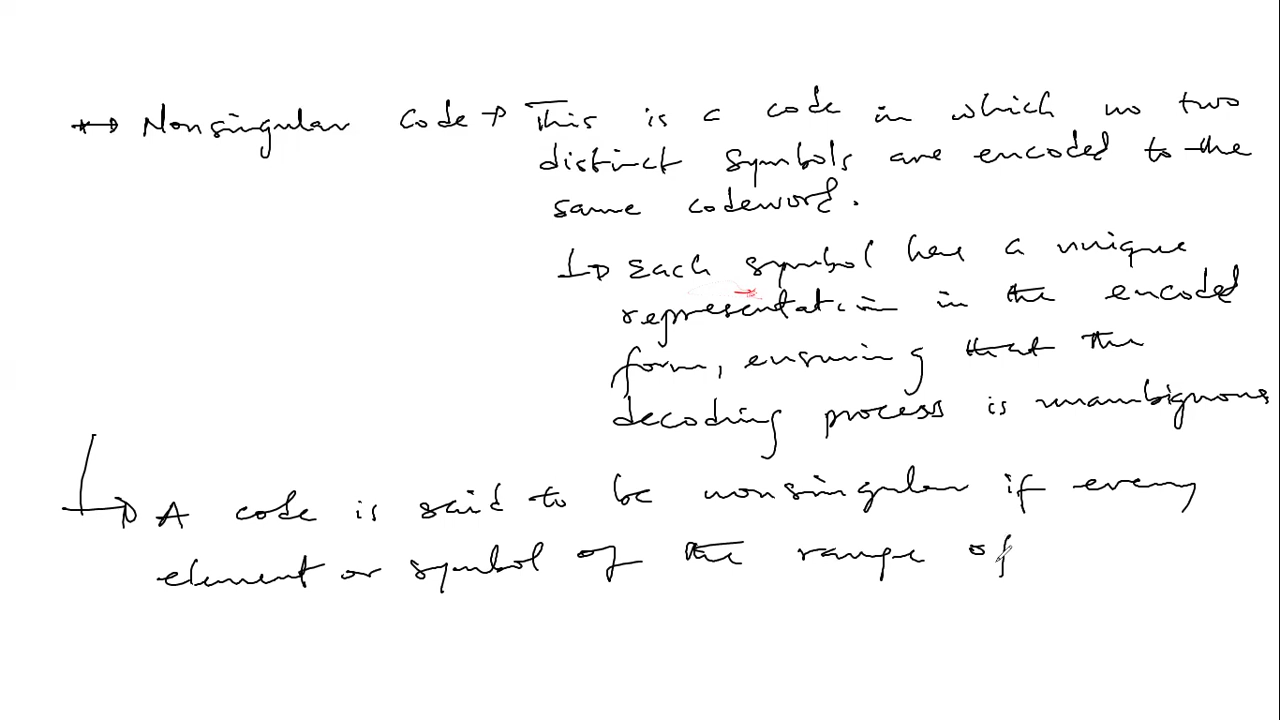 Nonsingular Code → This is a code in which no two
distinct symbols are encoded to the
same codeword.
Each symbol has a unique
representation in the encoded
form, ensuring that the
decoding process is unambiguous
A code is said to be nonsingular if every
element or symbol of the range of